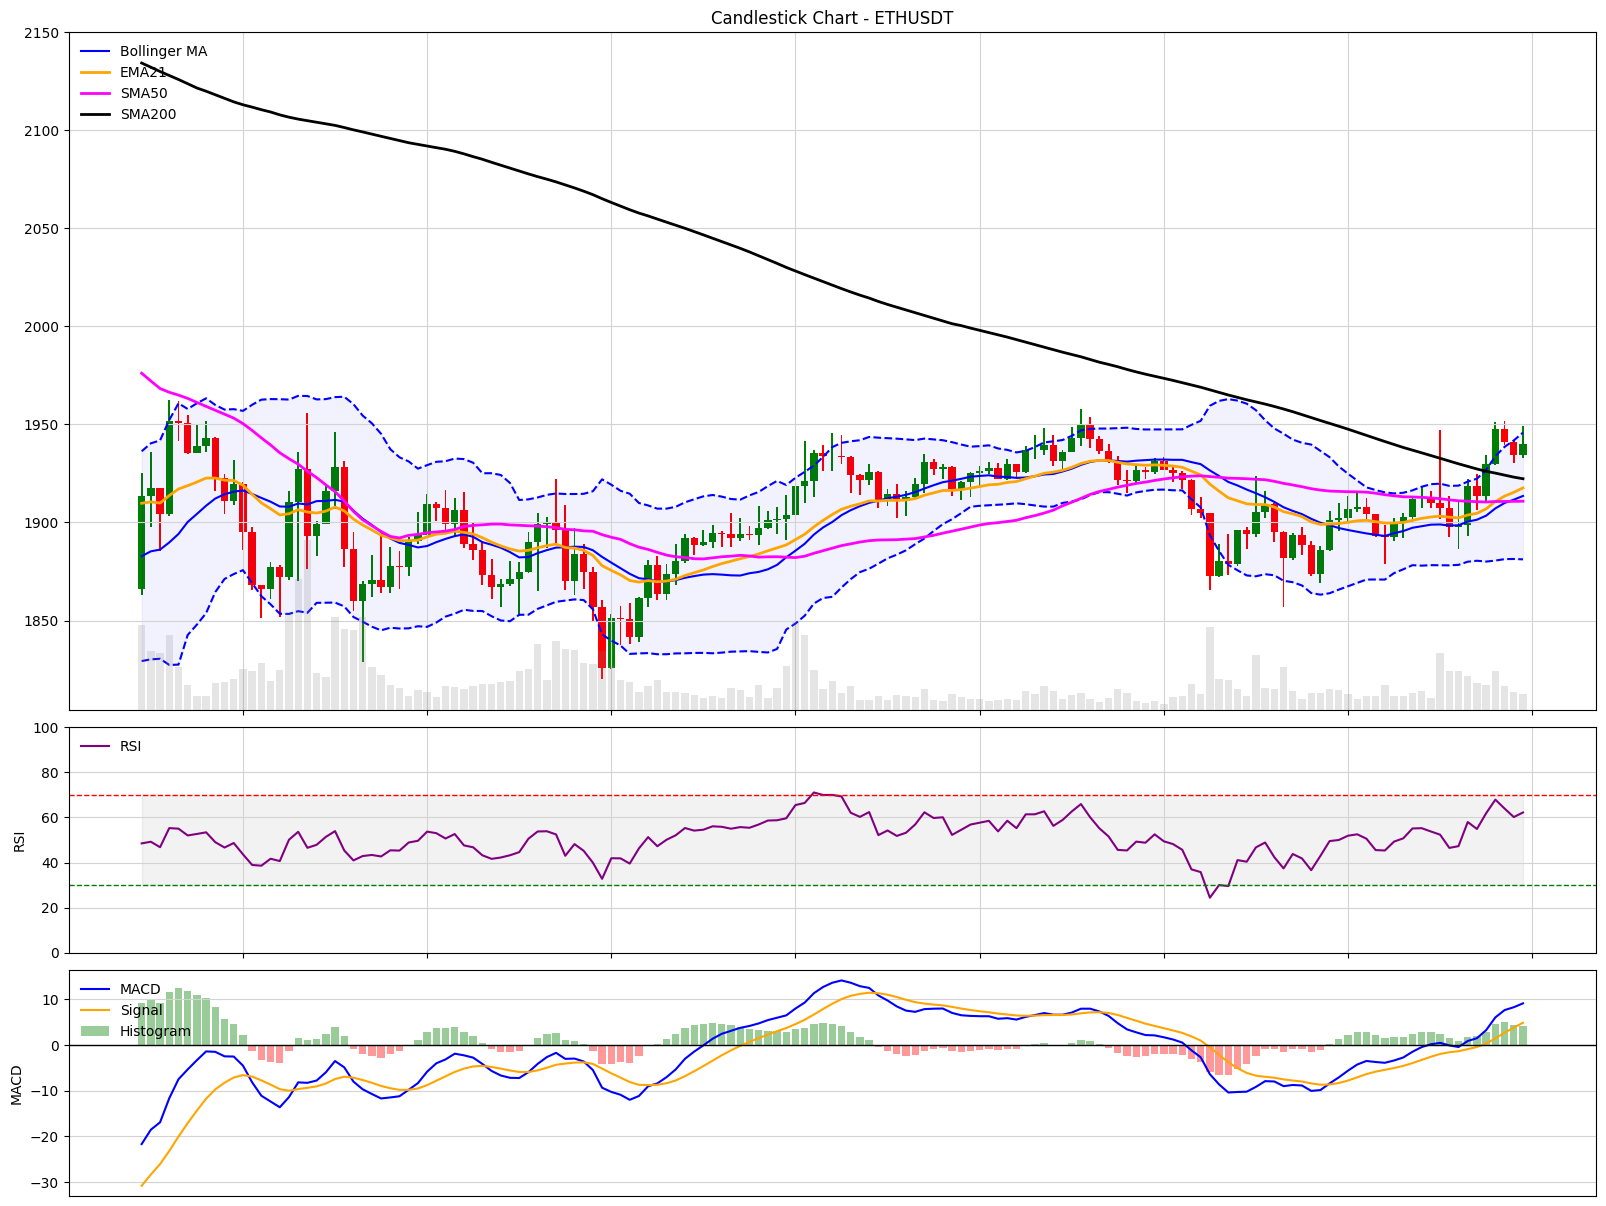 Candlestick Chart - ETHUSDT
2150
2100
2050
2000
1950
1900
1850
Bollinger MA
EMA21
SMA50
SMA200
100
80
60
40
20
0
RSI
RSI
10
0
−10
−20
−30
MACD
MACD
Signal
Histogram